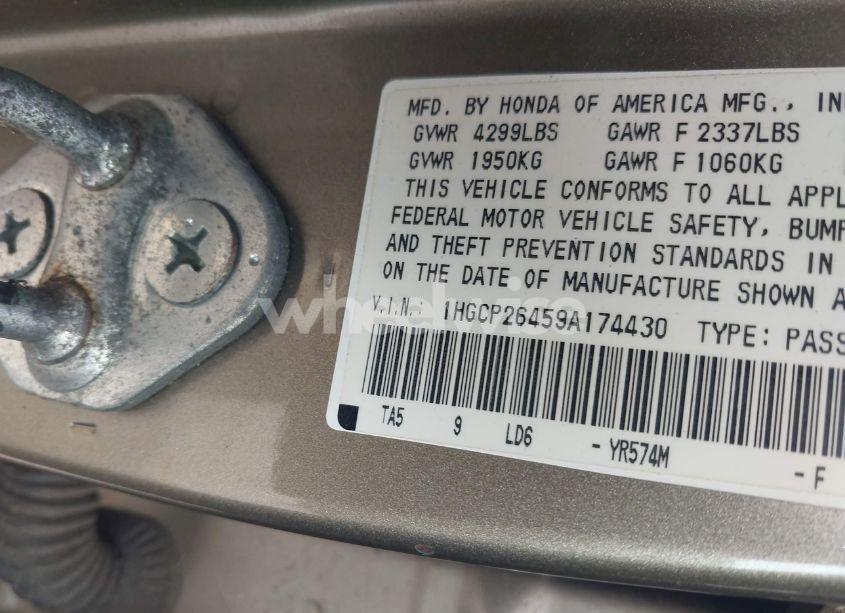 MFD. BY HONDA OF AMERICA MFG., INC
GVWR 4299LBS GAWR F 2337LBS
GVWR 1950KG GAWR F 1060KG
THIS VEHICLE CONFORMS TO ALL APPL
FEDERAL MOTOR VEHICLE SAFETY, BUMP
AND THEFT PREVENTION STANDARDS IN
ON THE DATE OF MANUFACTURE SHOWN A
V.I.N.: 1HGCP26459A174430 TYPE: PASS
TA5 9 LD6 - YR574M - F
wheelwise